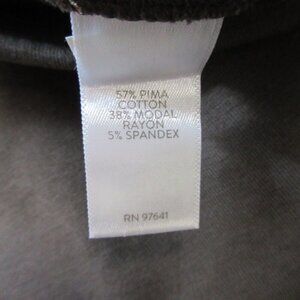 57% PIMA
COTTON
38% MODAL
RAYON
5% SPANDEX
RN 97641